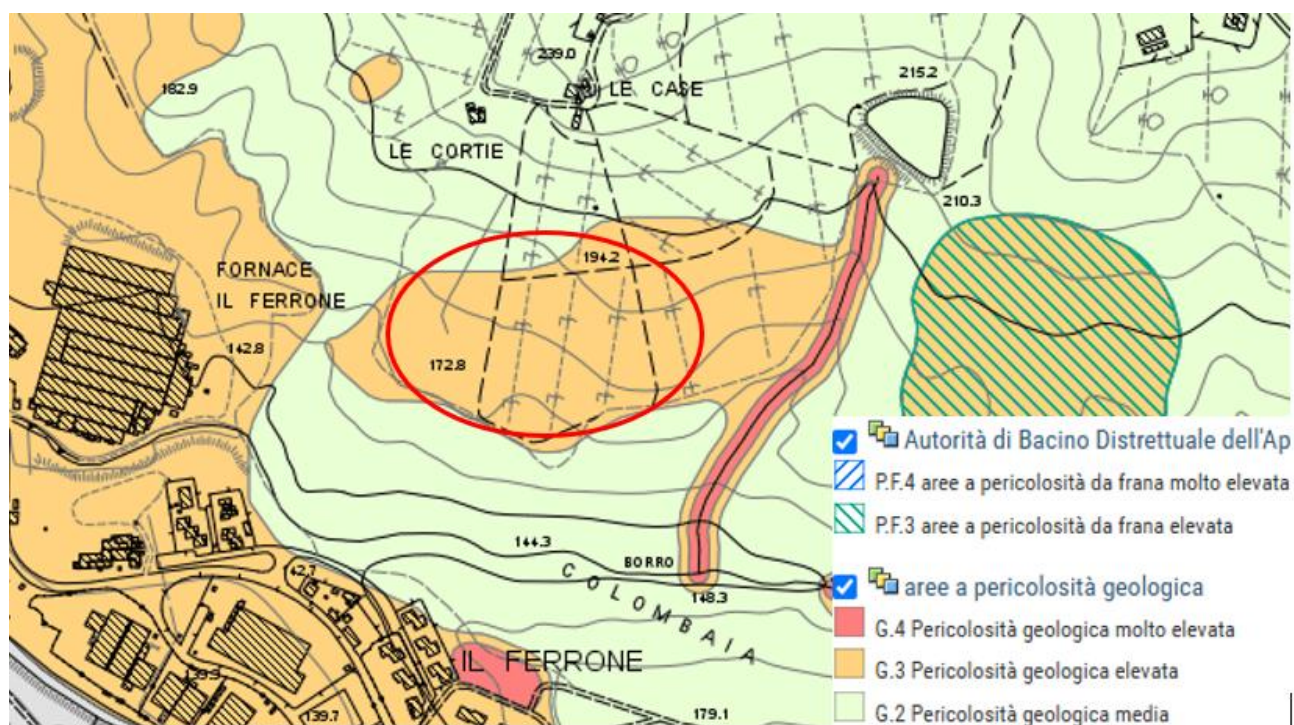 239.0
215.2
182.9
LE CASE
LE CORTIE
210.3
194.2
FORNACE
IL FERRONE
142.8
172.8
Autorità di Bacino Distrettuale dell'Ap
P.F.4 aree a pericolosità da frana molto elevata
P.F.3 aree a pericolosità da frana elevata
144.3
BORRO
COLOMBAIA
148.3
aree a pericolosità geologica
G.4 Pericolosità geologica molto elevata
IL FERRONE
G.3 Pericolosità geologica elevata
139.7
179.1
G.2 Pericolosità geologica media